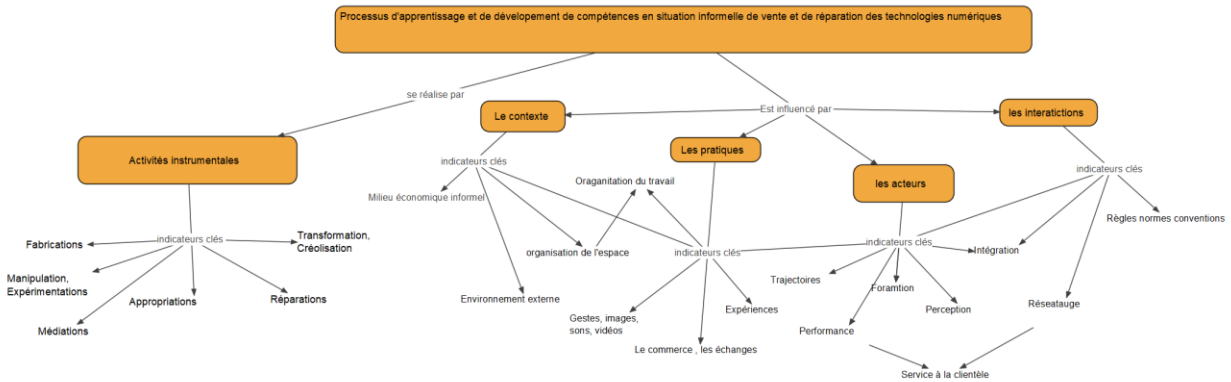 Processus d'apprentissage et de dévelopement de compétences en situation informelle de vente et de réparation des technologies numériques
se réalise par
Est influencé par
Le contexte
les interatictions
Activités instrumentales
Les pratiques
les acteurs
indicateurs clés
Milieu économique informel
Oraganitation du travail
indicateurs clés
Règles normes conventions
indicateurs clés
Fabrications
Transformation,
Créolisation
organisation de l'espace
indicateurs clés
indicateurs clés
Intégration
Manipulation,
Expérimentations
Appropriations
Réparations
Médiations
Environnement externe
Gestes, images,
sons, vidéos
Expériences
Le commerce , les échanges
Trajectoires
Foramtion
Perception
Performance
Réseatauge
Service à la clientèle